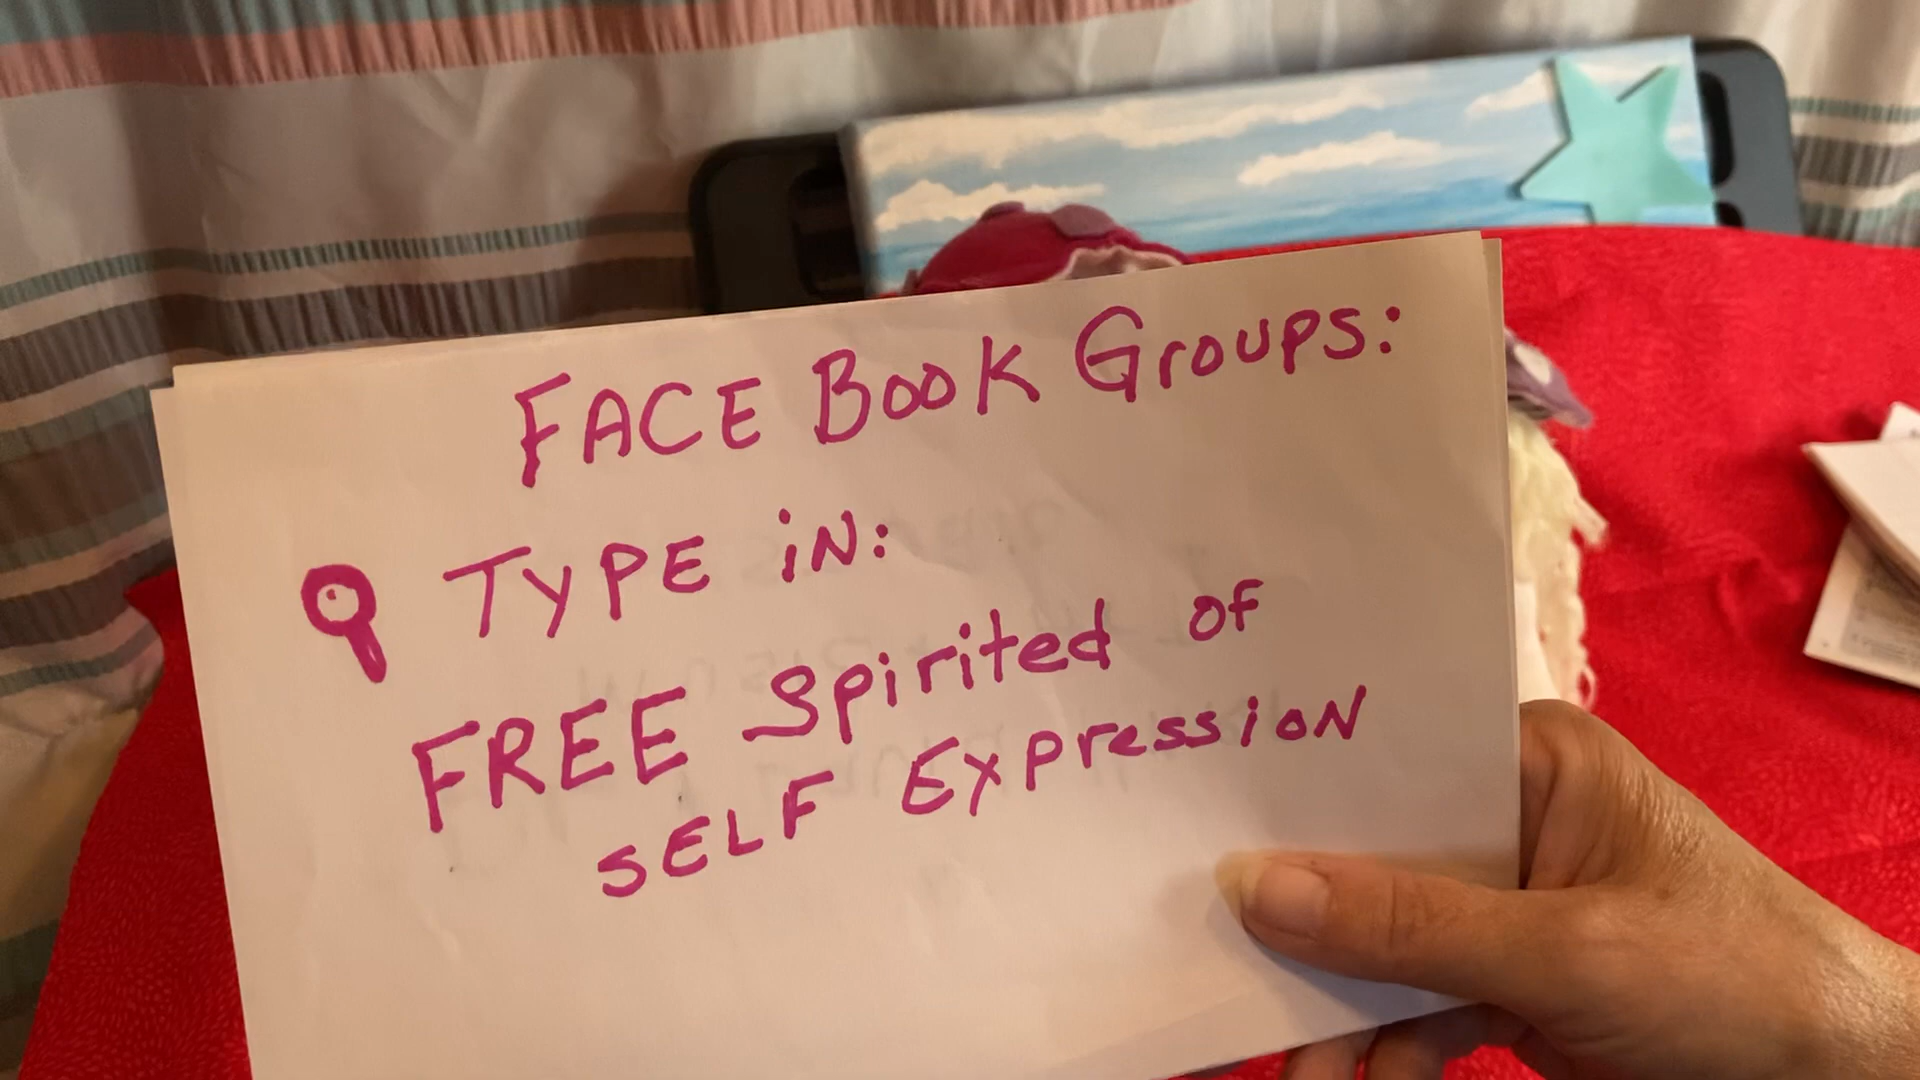 FACE BOOK GROUPS:
TYPE iN:
FREE Spirited of
SELF EXPressioN